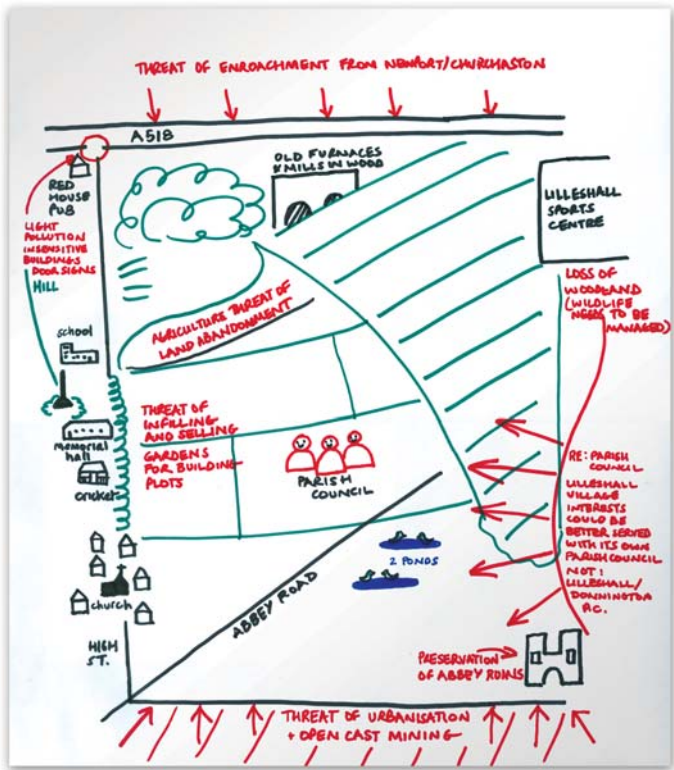 THREAT OF ENROACHMENT FROM NEWPORT/CHURCHASTON
A518
OLD FURNACES
& MILLS IN WOOD
RED
HOUSE
PUB
LILLESHALL
SPORTS
CENTRE
LIGHT
POLLUTION
INSENSITIVE
BUILDINGS
DOOR SIGNS
HILL
LOSS OF
WOODLAND
(WILDLIFE
NEEDS TO BE
MANAGED)
AGRICULTURE THREAT OF
LAND ABANDONMENT
school
THREAT OF
INFILLING
AND SELLING
GARDENS
FOR BUILDING
PLOTS
memorial
hall
cricket
PARISH
COUNCIL
RE: PARISH
COUNCIL
LILLESHALL
VILLAGE
INTERESTS
COULD BE
BETTER SERVED
WITH ITS OWN
PARISH COUNCIL
NOT:
LILLESHALL/
DONNINGTON
P.C.
2 PONDS
church
ABBEY ROAD
HIGH
ST.
PRESERVATION
OF ABBEY RUINS
THREAT OF URBANISATION
+ OPEN CAST MINING